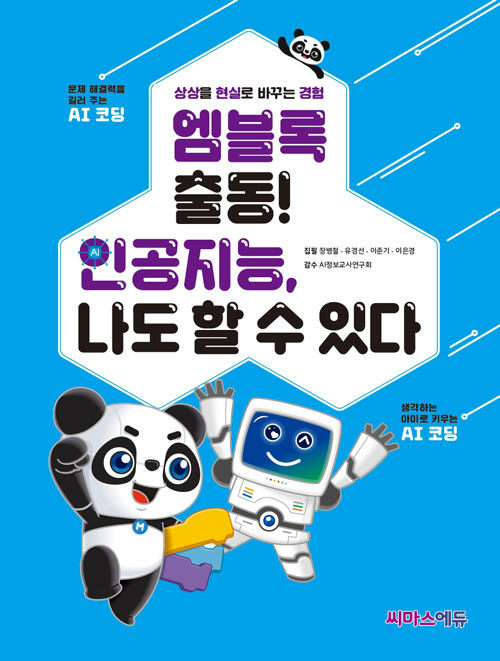 문제 해결력을
길러 주는
AI 코딩
상상을 현실로 바꾸는 경험
엠블록
출동!
AI
인공지능,
집필 장병철 · 유경선 · 이준기 · 이은경
감수 AI정보교사연구회
나도 할 수 있다
생각하는
아이로 키우는
AI 코딩
M
씨마스에듀